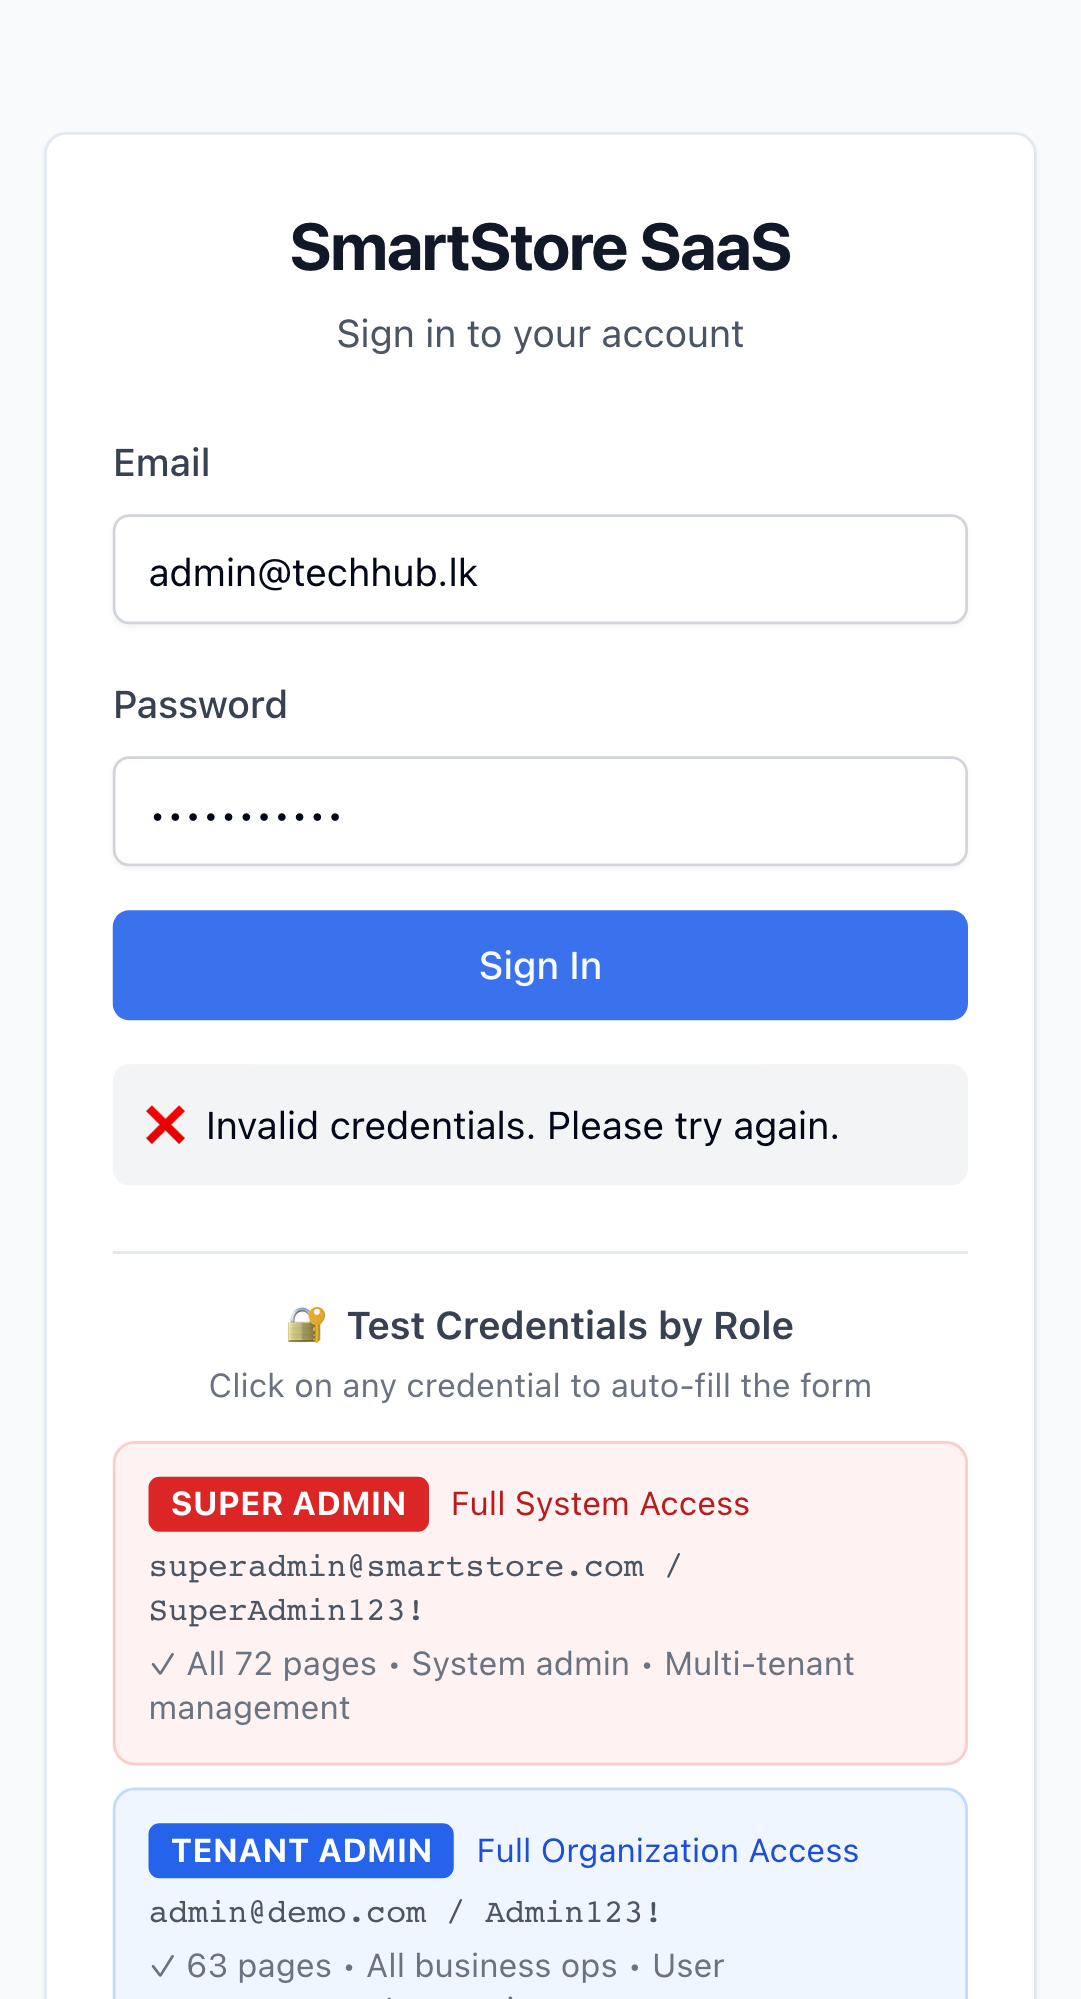 SmartStore SaaS
Sign in to your account
Email
admin@techhub.lk
Password
•••••••••••
Sign In
❌ Invalid credentials. Please try again.
🔐 Test Credentials by Role
Click on any credential to auto-fill the form
SUPER ADMIN Full System Access
superadmin@smartstore.com /
SuperAdmin123!
✓ All 72 pages • System admin • Multi-tenant
management
TENANT ADMIN Full Organization Access
admin@demo.com / Admin123!
✓ 63 pages • All business ops • User